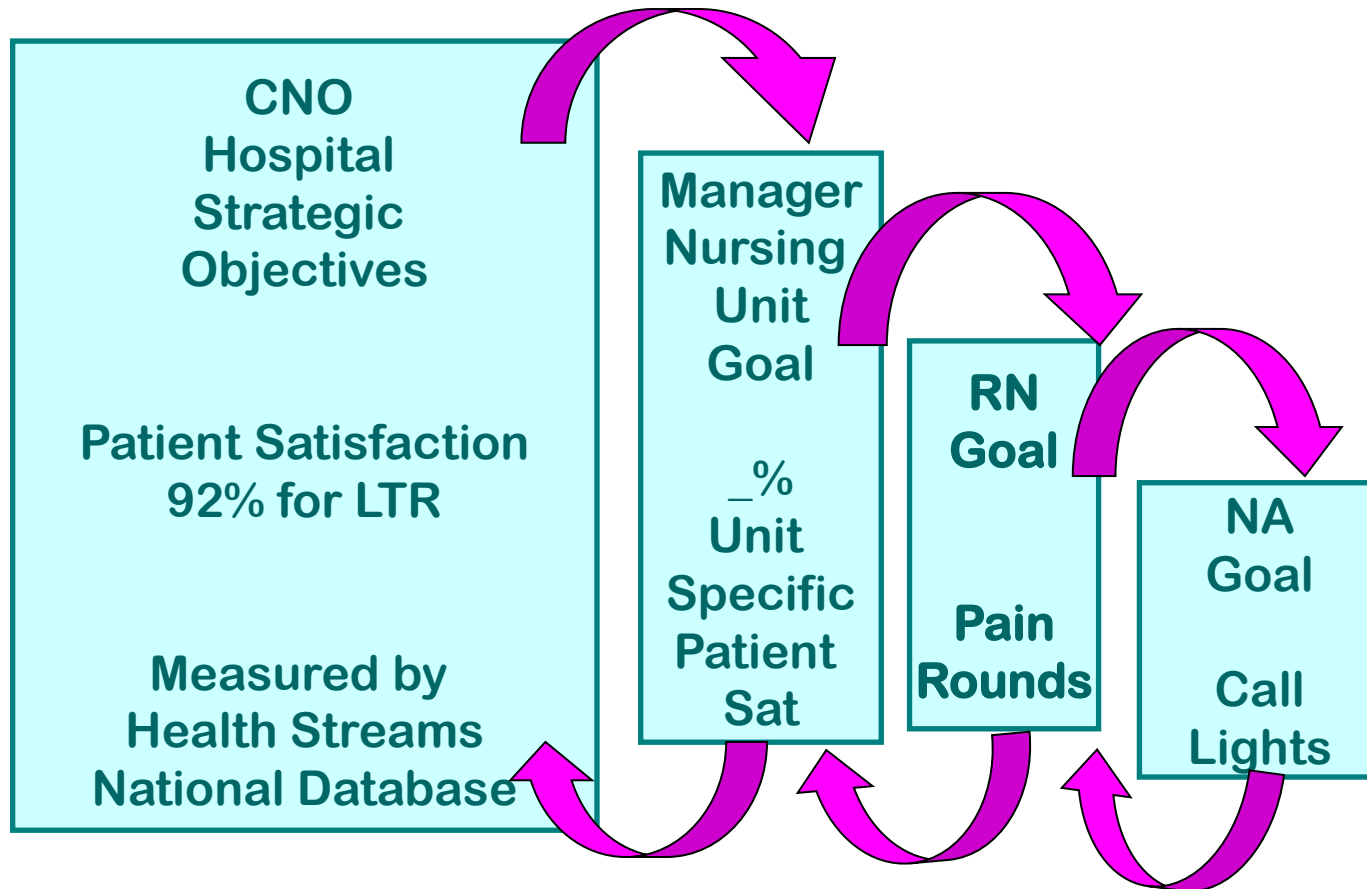 CNO
Hospital
Strategic
Objectives
Patient Satisfaction
92% for LTR
Measured by
Health Streams
National Database
Manager
Nursing
Unit
Goal
_%
Unit
Specific
Patient
Sat
RN
Goal
Pain
Rounds
NA
Goal
Call
Lights